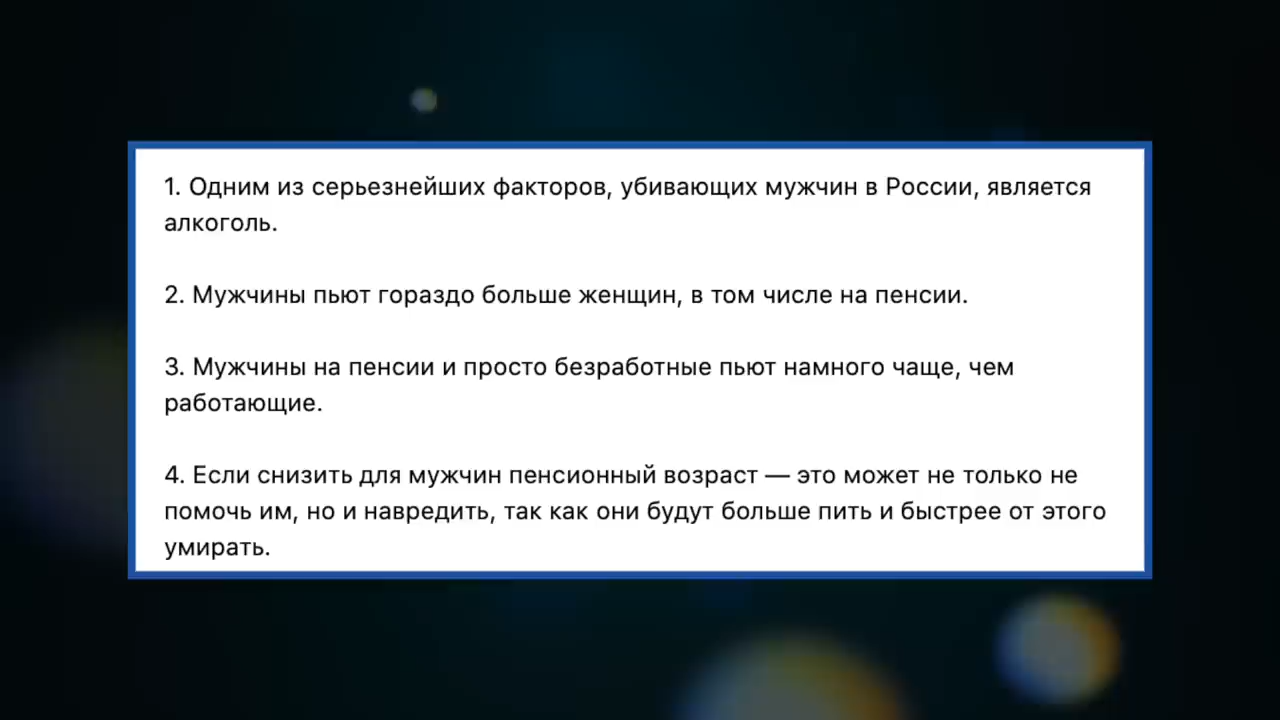 1. Одним из серьезнейших факторов, убивающих мужчин в России, является
алкоголь.
2. Мужчины пьют гораздо больше женщин, в том числе на пенсии.
3. Мужчины на пенсии и просто безработные пьют намного чаще, чем
работающие.
4. Если снизить для мужчин пенсионный возраст — это может не только не
помочь им, но и навредить, так как они будут больше пить и быстрее от этого
умирать.